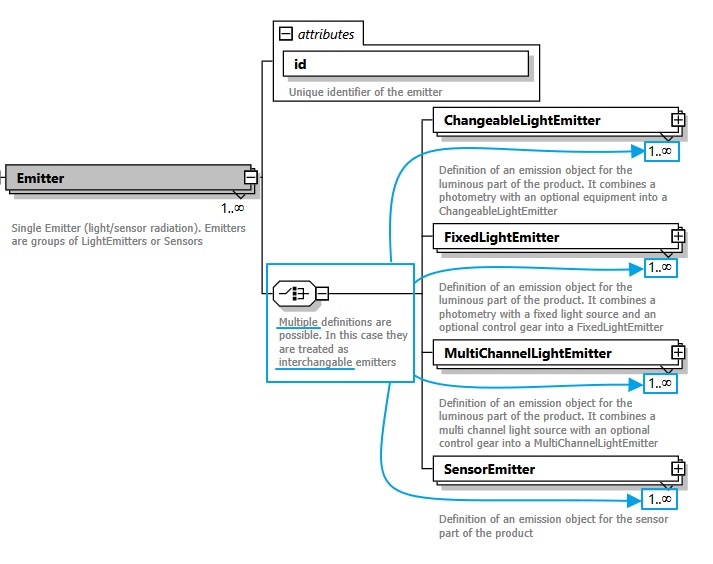 attributes
id
Unique identifier of the emitter
ChangeableLightEmitter
1..∞
Definition of an emission object for the
luminous part of the product. It combines a
photometry with an optional equipment into a
ChangeableLightEmitter
Emitter
1..∞
Single Emitter (light/sensor radiation). Emitters
are groups of LightEmitters or Sensors
FixedLightEmitter
1..∞
Definition of an emission object for the
luminous part of the product. It combines a
photometry with a fixed light source and an
optional control gear into a FixedLightEmitter
Multiple definitions are
possible. In this case they
are treated as
interchangable emitters
MultiChannelLightEmitter
1..∞
Definition of an emission object for the
luminous part of the product. It combines a
multi channel light source with an optional
control gear into a MultiChannelLightEmitter
SensorEmitter
1..∞
Definition of an emission object for the sensor
part of the product